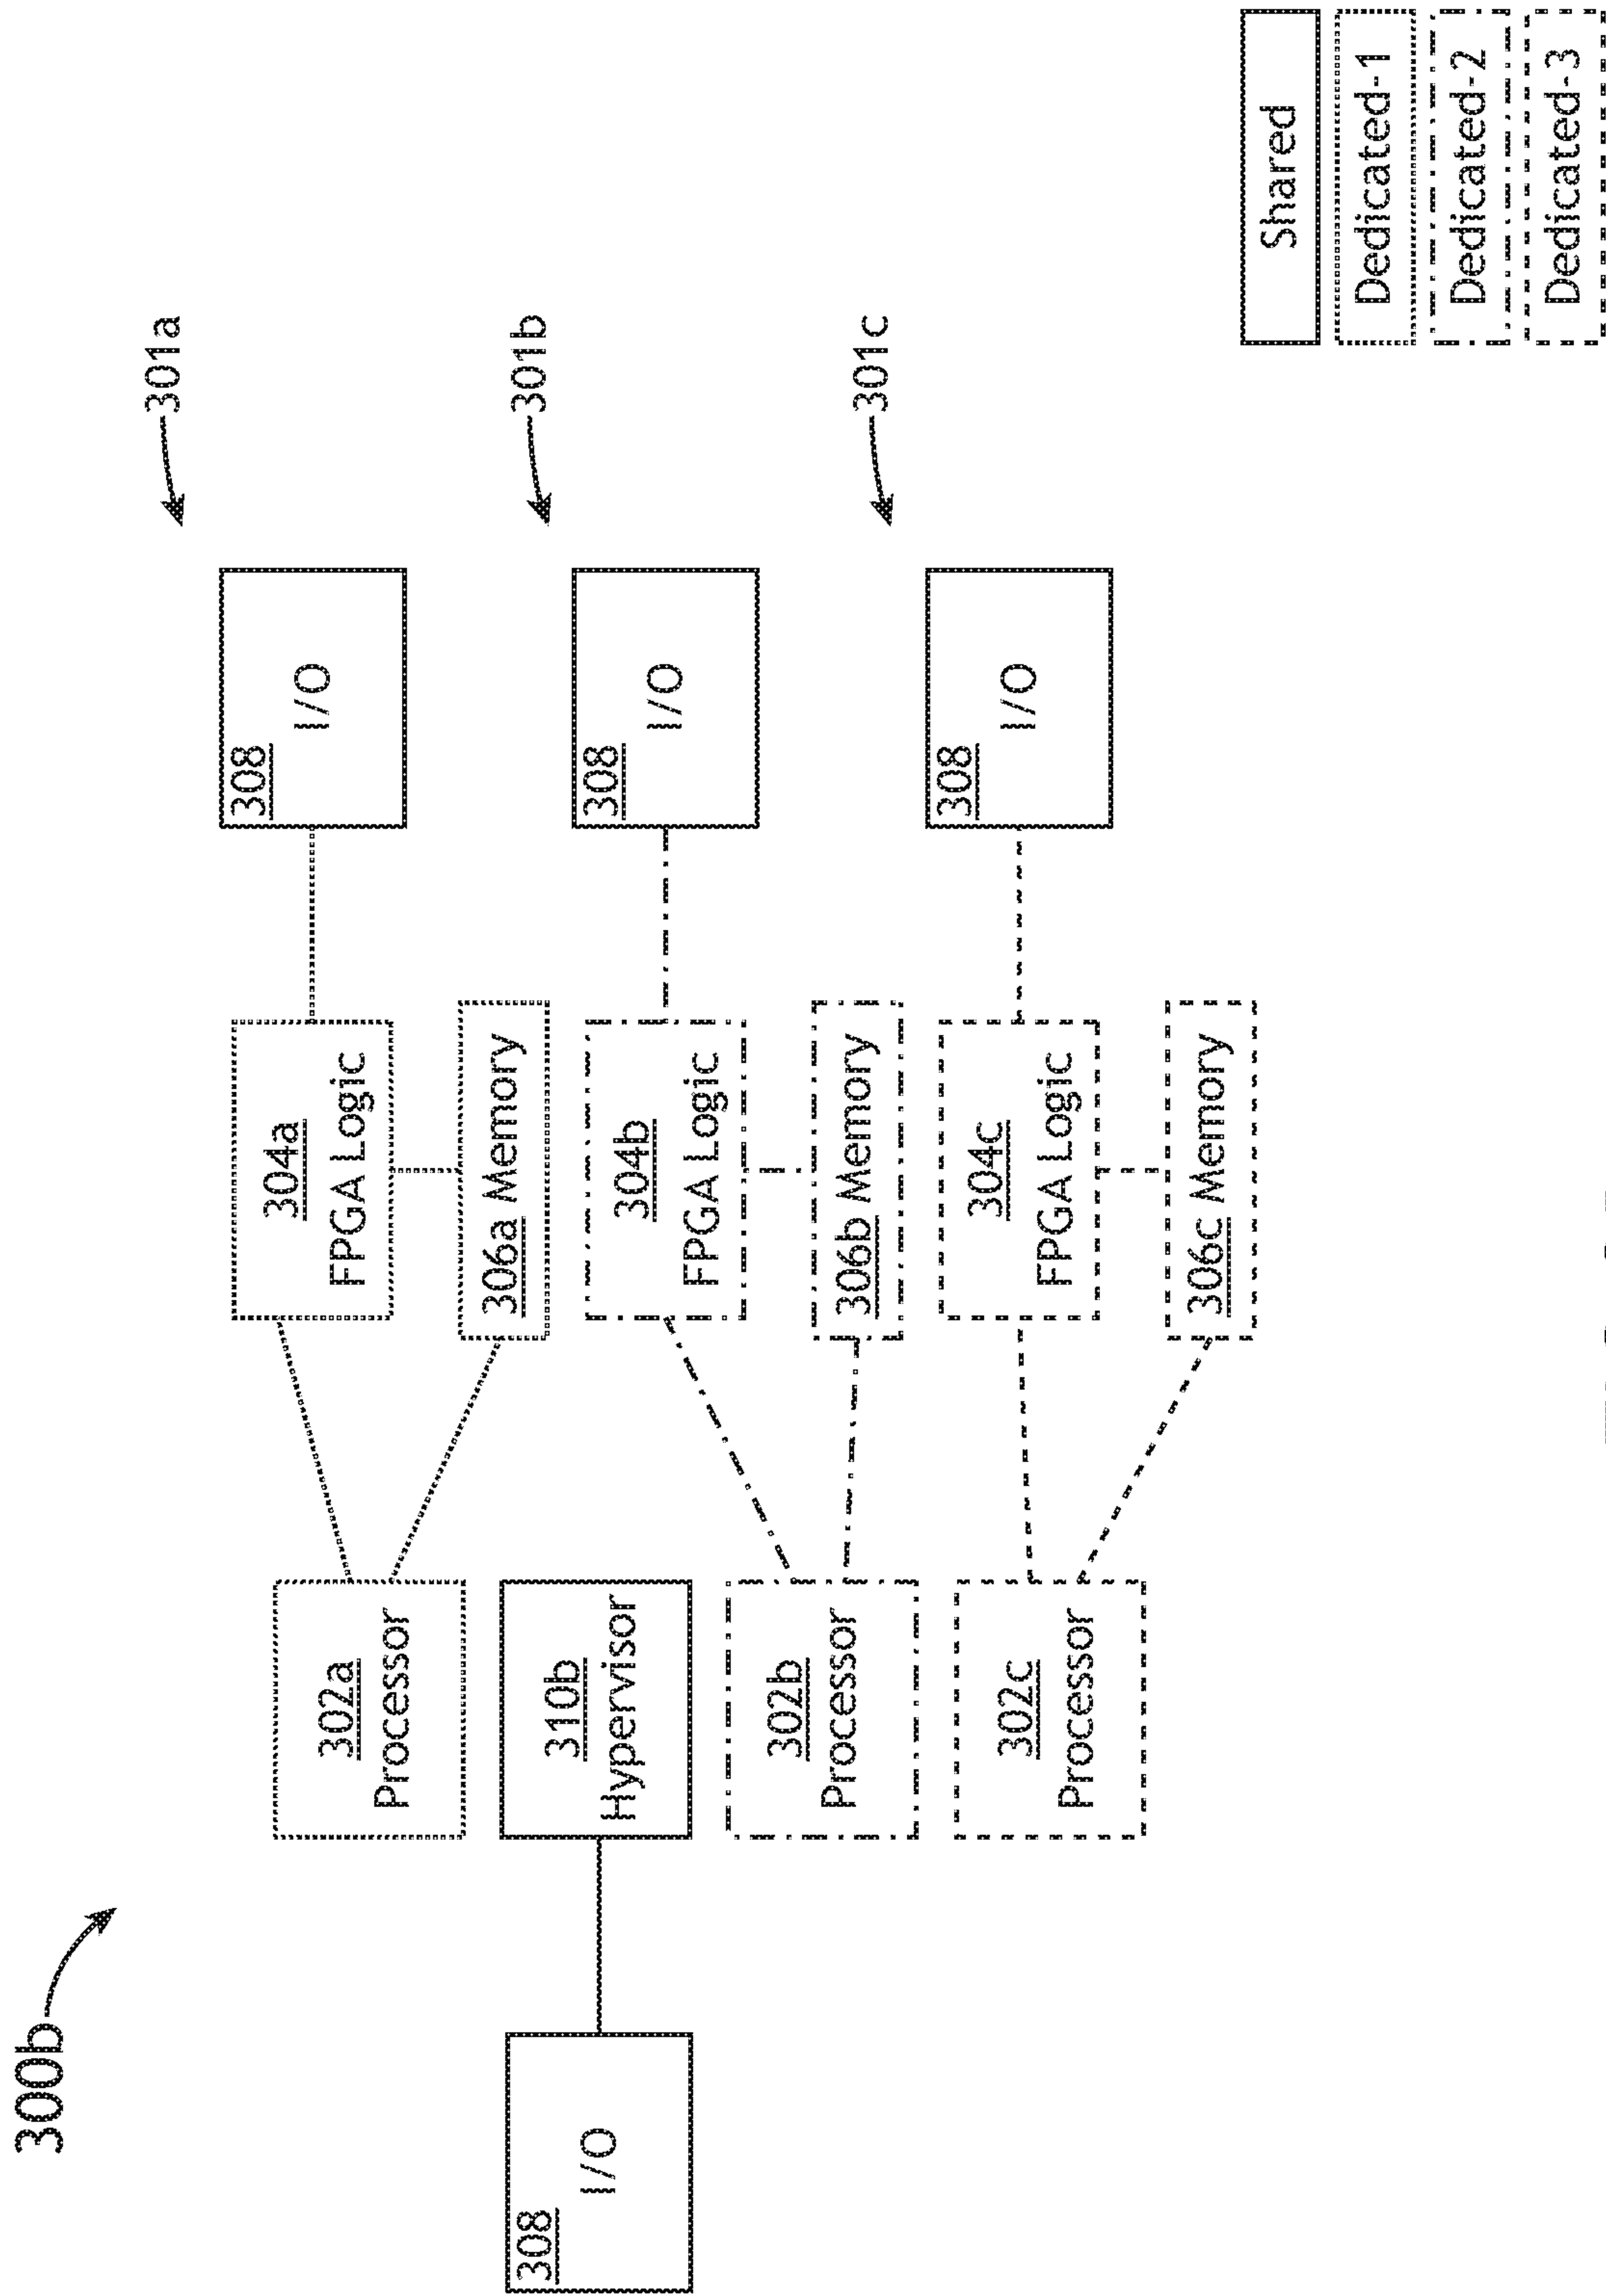 300b
301a
302a
Processor
304a
FPGA Logic
306a Memory
308
I/O
308
I/O
310b
Hypervisor
301b
302b
Processor
304b
FPGA Logic
306b Memory
308
I/O
301c
302c
Processor
304c
FPGA Logic
306c Memory
308
I/O
Shared
Dedicated-1
Dedicated-2
Dedicated-3